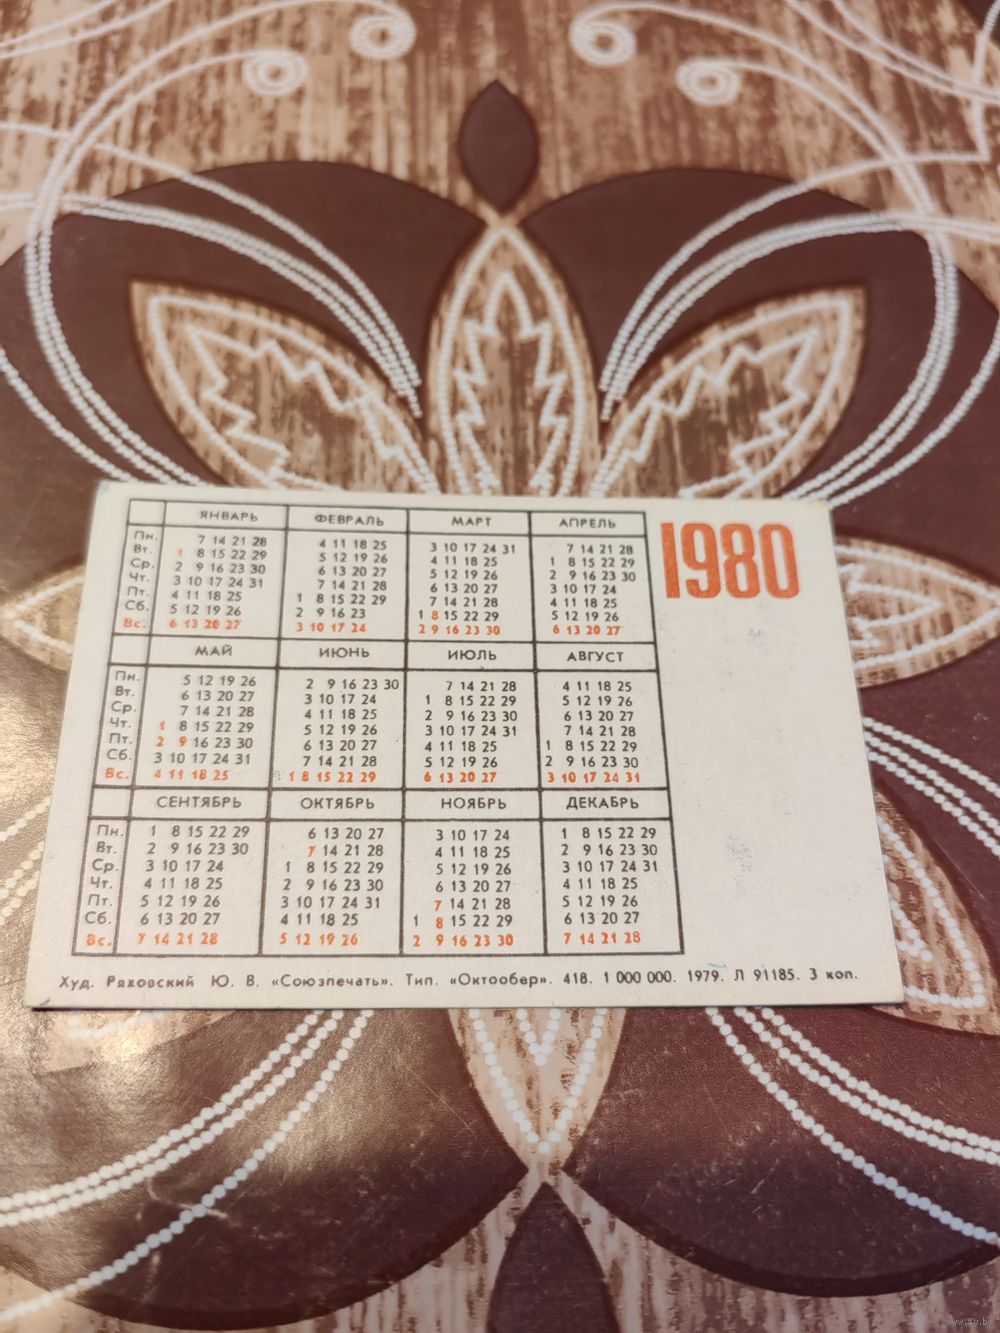 1980
ЯНВАРЬ ФЕВРАЛЬ МАРТ АПРЕЛЬ
Пн. 7 14 21 28 4 11 18 25 3 10 17 24 31 7 14 21 28
Вт. 1 8 15 22 29 5 12 19 26 4 11 18 25 1 8 15 22 29
Ср. 2 9 16 23 30 6 13 20 27 5 12 19 26 2 9 16 23 30
Чт. 3 10 17 24 31 7 14 21 28 6 13 20 27 3 10 17 24
Пт. 4 11 18 25 1 8 15 22 29 7 14 21 28 4 11 18 25
Сб. 5 12 19 26 2 9 16 23 1 8 15 22 29 5 12 19 26
Вс. 6 13 20 27 3 10 17 24 2 9 16 23 30 6 13 20 27
МАЙ ИЮНЬ ИЮЛЬ АВГУСТ
Пн. 5 12 19 26 2 9 16 23 30 7 14 21 28 4 11 18 25
Вт. 6 13 20 27 3 10 17 24 1 8 15 22 29 5 12 19 26
Ср. 7 14 21 28 4 11 18 25 2 9 16 23 30 6 13 20 27
Чт. 1 8 15 22 29 5 12 19 26 3 10 17 24 31 7 14 21 28
Пт. 2 9 16 23 30 6 13 20 27 4 11 18 25 1 8 15 22 29
Сб. 3 10 17 24 31 7 14 21 28 5 12 19 26 2 9 16 23 30
Вс. 4 11 18 25 1 8 15 22 29 6 13 20 27 3 10 17 24 31
СЕНТЯБРЬ ОКТЯБРЬ НОЯБРЬ ДЕКАБРЬ
Пн. 1 8 15 22 29 6 13 20 27 3 10 17 24 1 8 15 22 29
Вт. 2 9 16 23 30 7 14 21 28 4 11 18 25 2 9 16 23 30
Ср. 3 10 17 24 1 8 15 22 29 5 12 19 26 3 10 17 24 31
Чт. 4 11 18 25 2 9 16 23 30 6 13 20 27 4 11 18 25
Пт. 5 12 19 26 3 10 17 24 31 7 14 21 28 5 12 19 26
Сб. 6 13 20 27 4 11 18 25 1 8 15 22 29 6 13 20 27
Вс. 7 14 21 28 5 12 19 26 2 9 16 23 30 7 14 21 28
Худ. Ряховский Ю. В. «Союзпечать». Тип. «Октообер». 418. 1 000 000. 1979. Л 91185. 3 коп.
www.ay.by